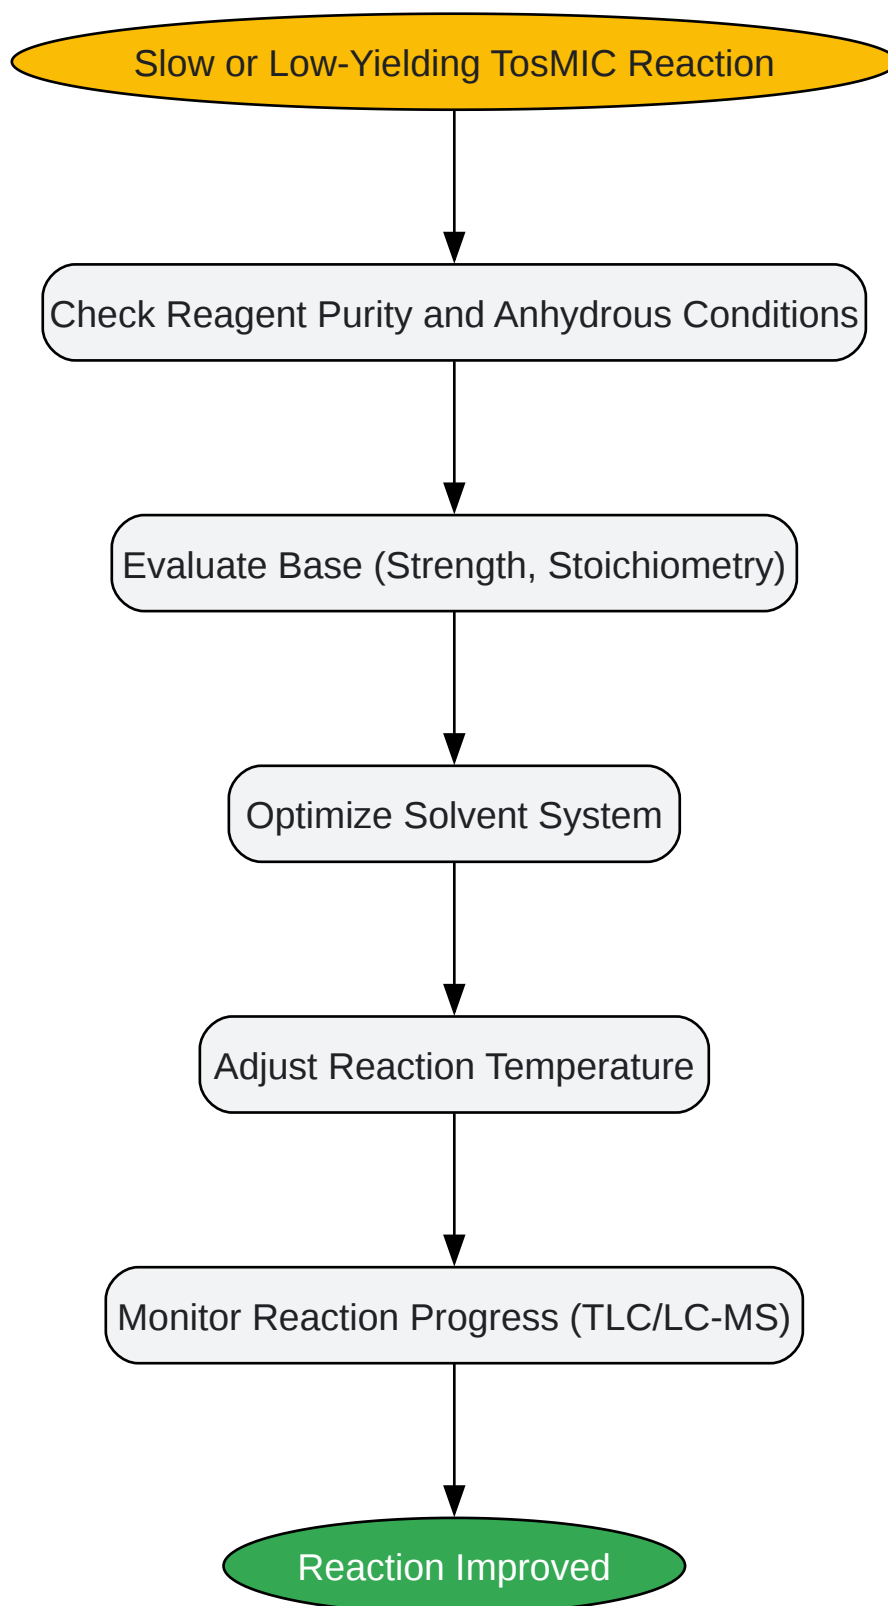 Slow or Low-Yielding TosMIC Reaction
Check Reagent Purity and Anhydrous Conditions
Evaluate Base (Strength, Stoichiometry)
Optimize Solvent System
Adjust Reaction Temperature
Monitor Reaction Progress (TLC/LC-MS)
Reaction Improved